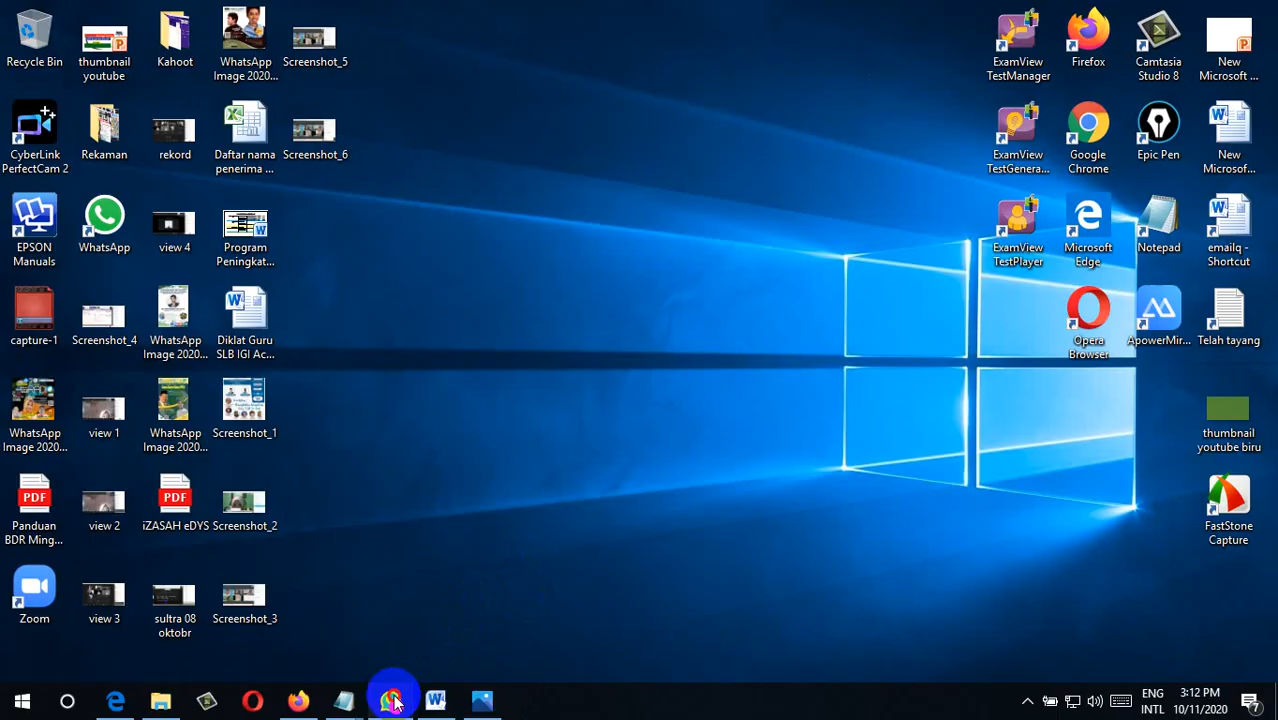 Recycle Bin
thumbnail
youtube
Kahoot
WhatsApp
Image 2020...
Screenshot_5
CyberLink
PerfectCam 2
Rekaman
rekord
Daftar nama
penerima ...
Screenshot_6
EPSON
Manuals
WhatsApp
view 4
Program
Peningkat...
capture-1
Screenshot_4
WhatsApp
Image 2020...
Diklat Guru
SLB IGI Ac...
WhatsApp
Image 2020...
view 1
WhatsApp
Image 2020...
Screenshot_1
PDF
Panduan
BDR Ming...
view 2
PDF
iZASAH eDYS
Screenshot_2
Zoom
view 3
sultra 08
oktobr
Screenshot_3
ExamView
TestManager
Firefox
Camtasia
Studio 8
New
Microsoft ...
ExamView
TestGenera...
Google
Chrome
Epic Pen
New
Microsof...
ExamView
TestPlayer
Microsoft
Edge
Notepad
emailq -
Shortcut
Opera
Browser
ApowerMir...
Telah tayang
thumbnail
youtube biru
FastStone
Capture
ENG
INTL
3:12 PM
10/11/2020
7